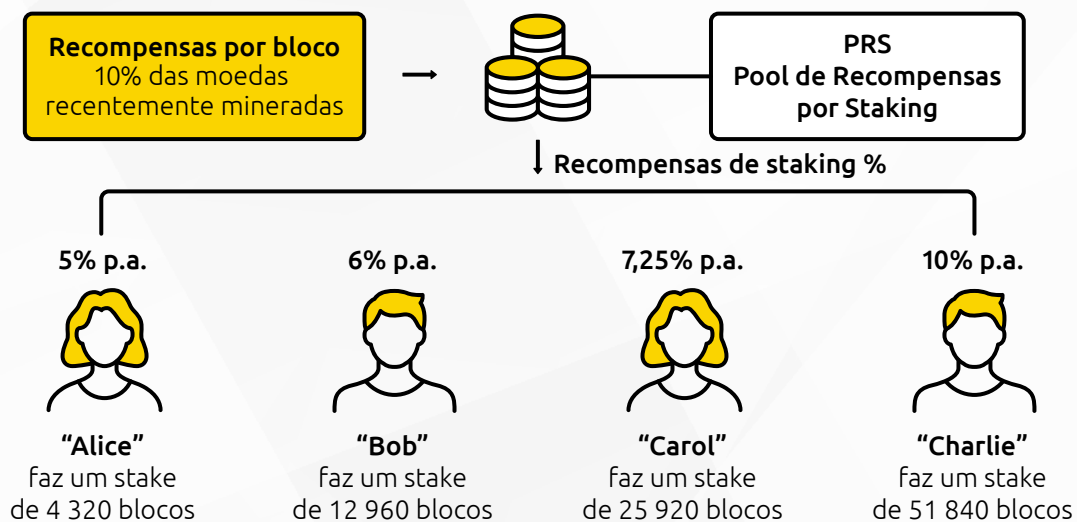 Recompensas por bloco
10% das moedas
recentemente mineradas
PRS
Pool de Recompensas
por Staking
Recompensas de staking %
5% p.a.
6% p.a.
7,25% p.a.
10% p.a.
“Alice”
faz um stake
de 4 320 blocos
“Bob”
faz um stake
de 12 960 blocos
“Carol”
faz um stake
de 25 920 blocos
“Charlie”
faz um stake
de 51 840 blocos